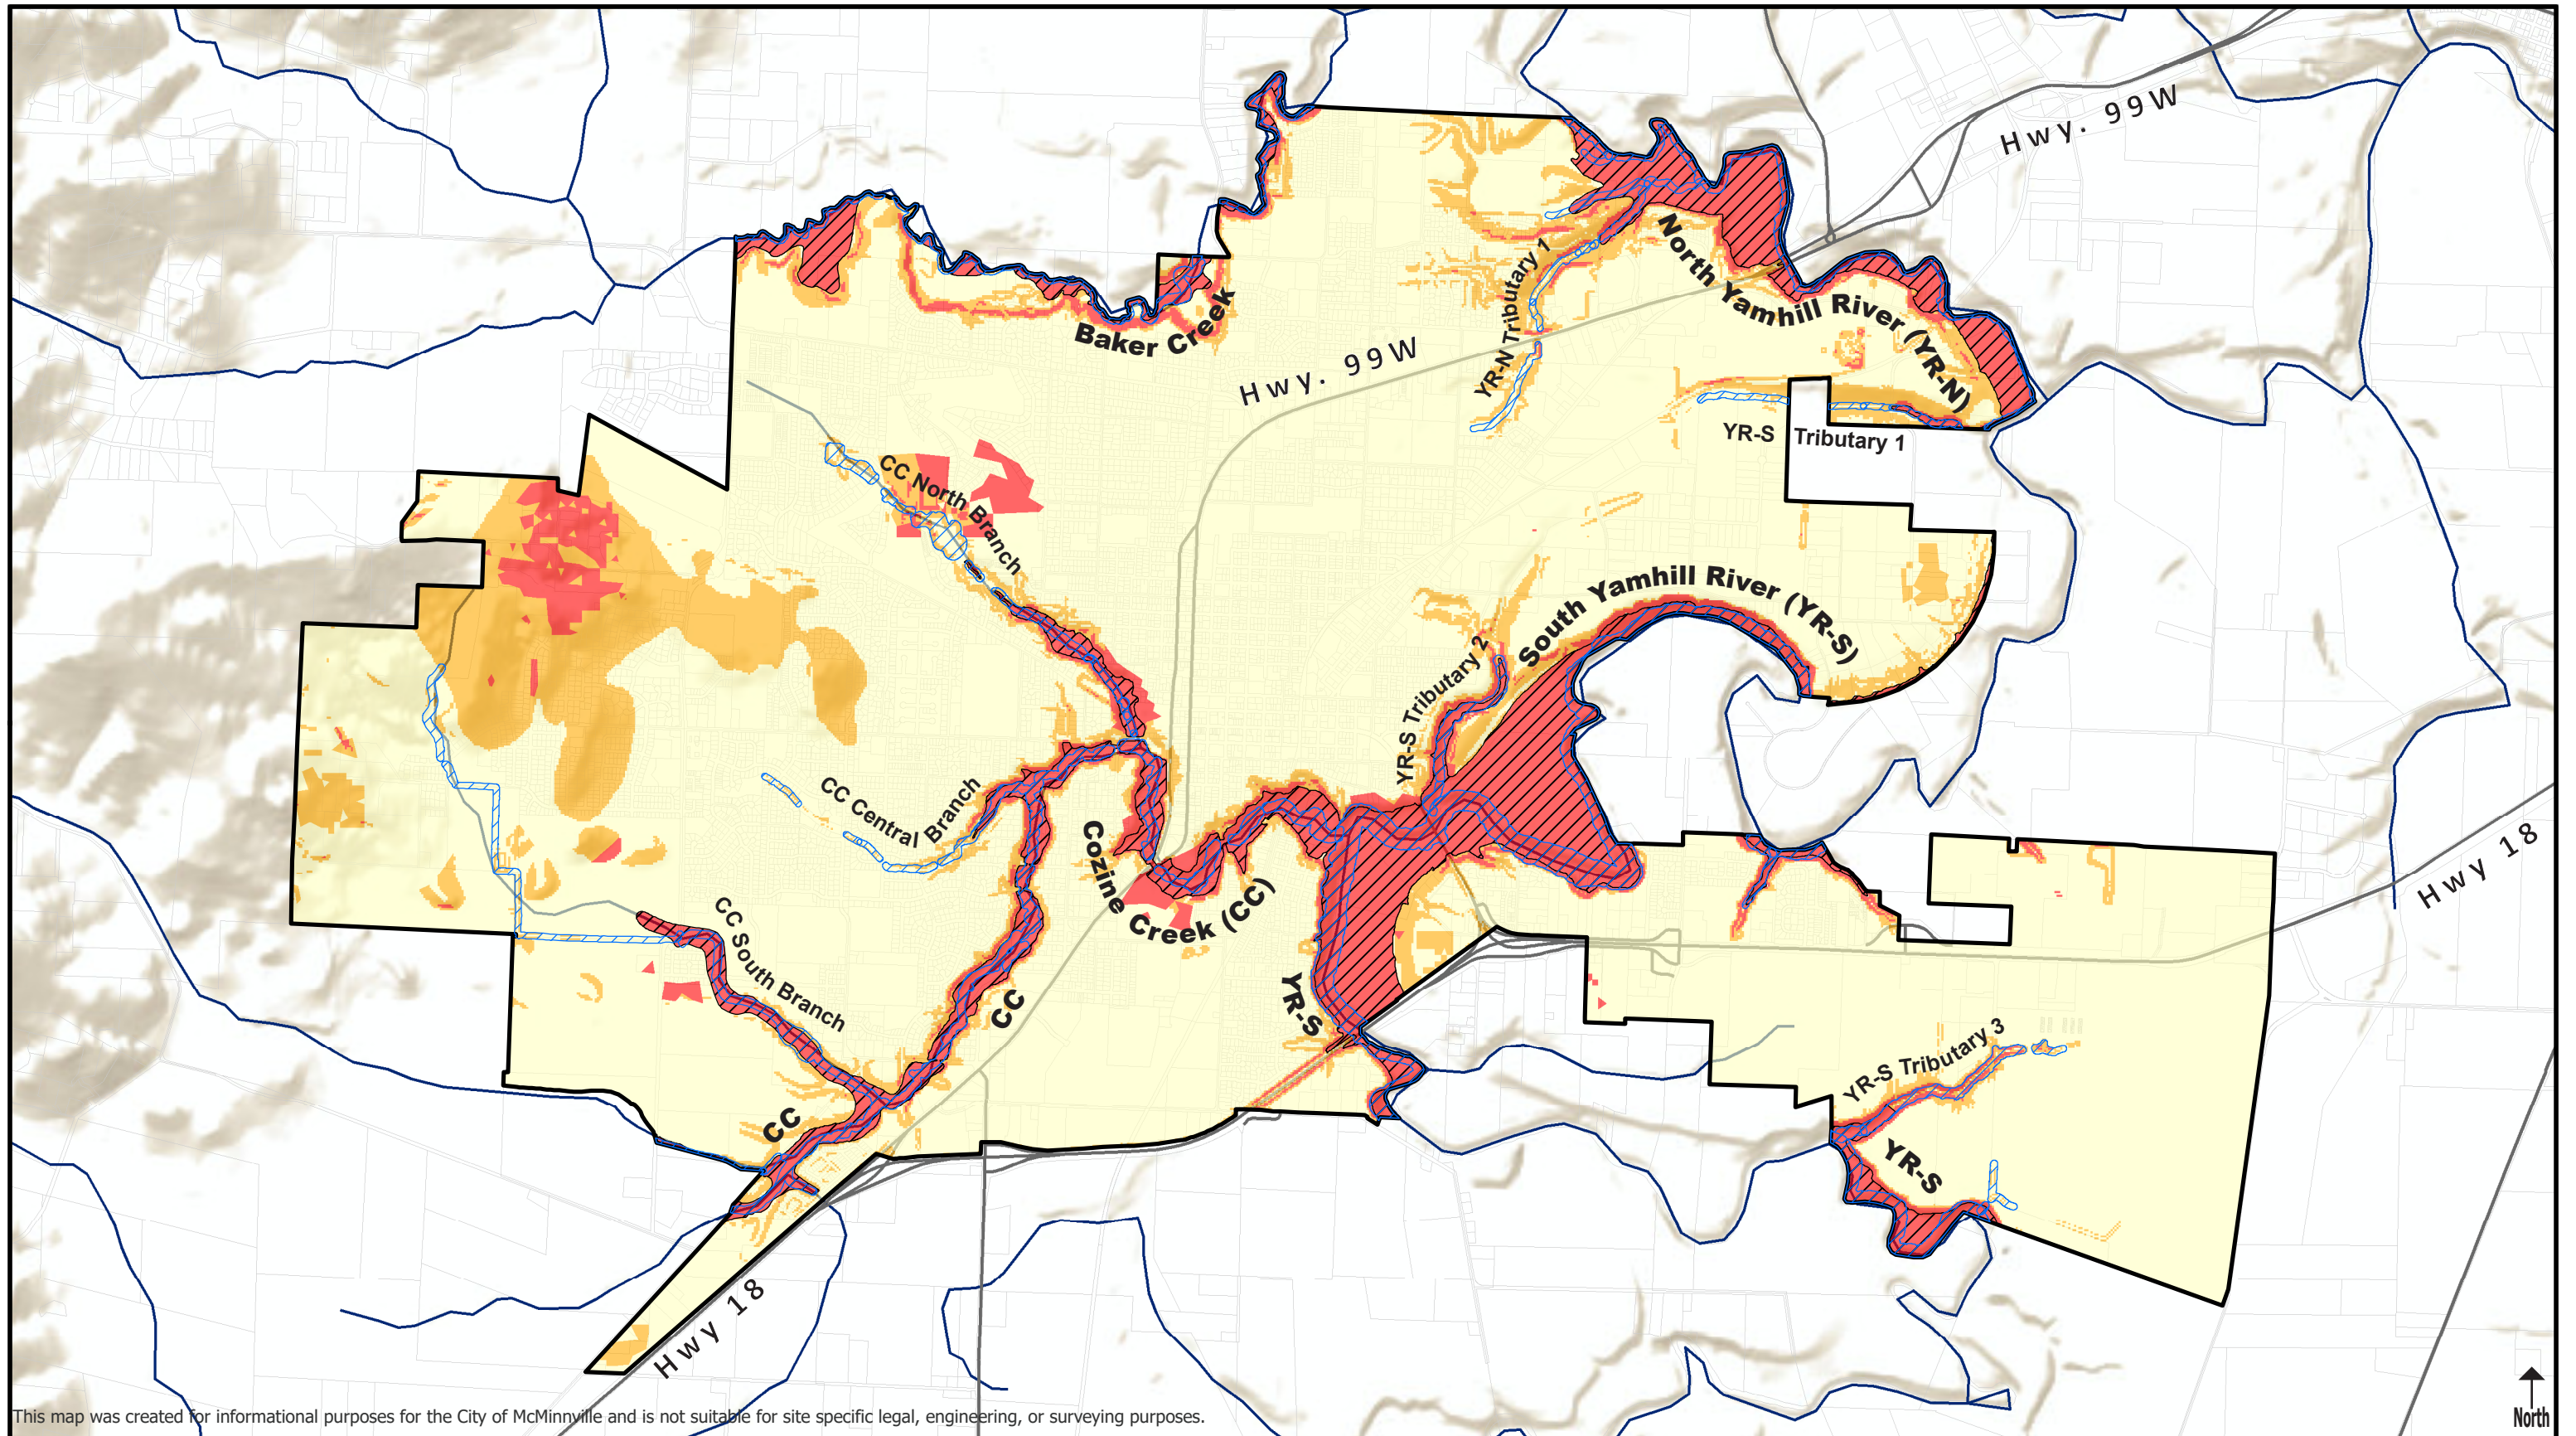 Hwy. 99W
North Yamhill River (YR-N)
YR-N Tributary 1
Baker Creek
Hwy. 99W
YR-S Tributary 1
CC North Branch
South Yamhill River (YR-S)
YR-S Tributary 2
CC Central Branch
Cozine Creek (CC)
Hwy 18
CC South Branch
CC
YR-S
YR-S Tributary 3
CC
YR-S
Hwy 18
This map was created for informational purposes for the City of McMinnville and is not suitable for site specific legal, engineering, or surveying purposes.
North